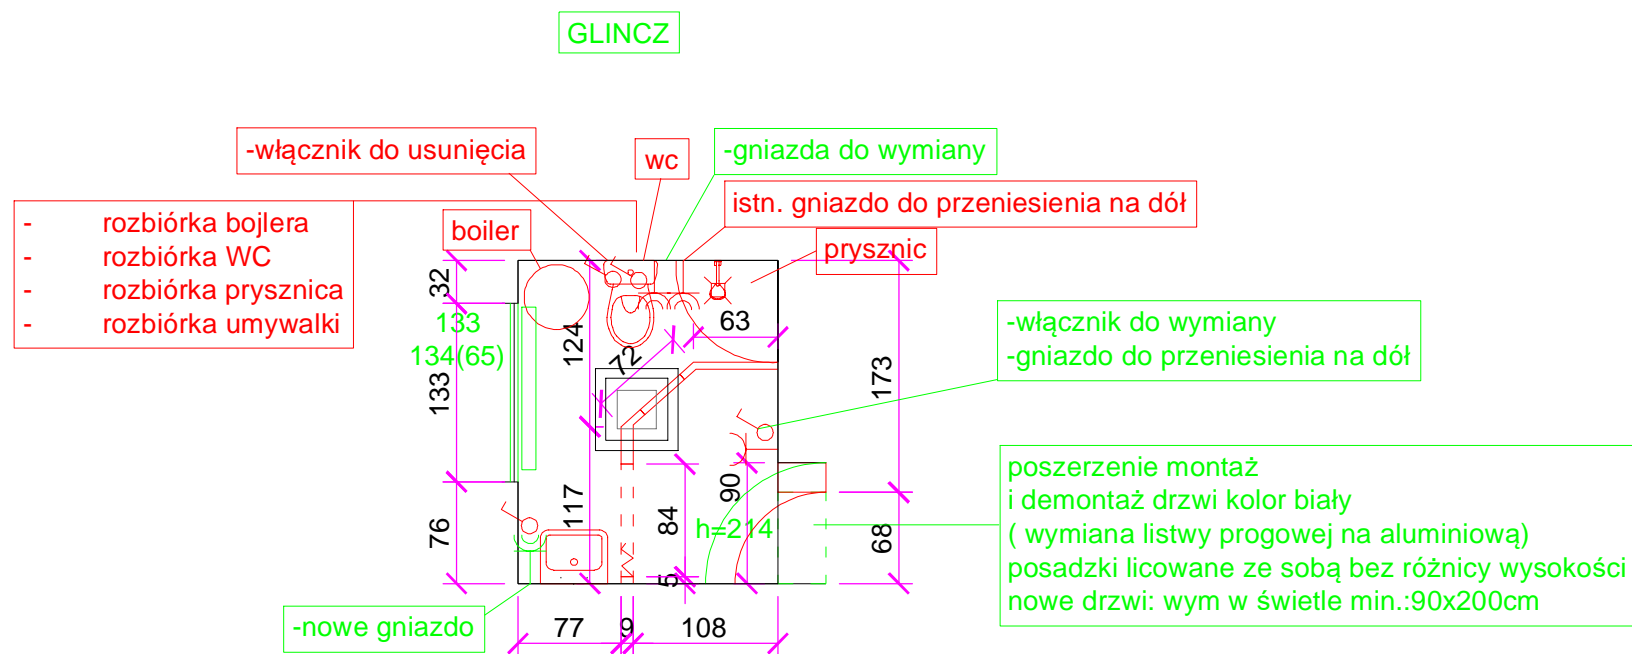 GLINCZ
-włącznik do usunięcia
wc
-gniazda do wymiany
istn. gniazdo do przeniesienia na dół
- rozbiórka bojlera
- rozbiórka WC
- rozbiórka prysznica
- rozbiórka umywalki
boiler
prysznic
32
133
134(65)
133
76
124
117
72
63
173
68
84
90
5
h=214
-włącznik do wymiany
-gniazdo do przeniesienia na dół
poszerzenie montaż
i demontaż drzwi kolor biały
( wymiana listwy progowej na aluminiową)
posadzki licowane ze sobą bez różnicy wysokości
nowe drzwi: wym w świetle min.:90x200cm
-nowe gniazdo
77
9
108